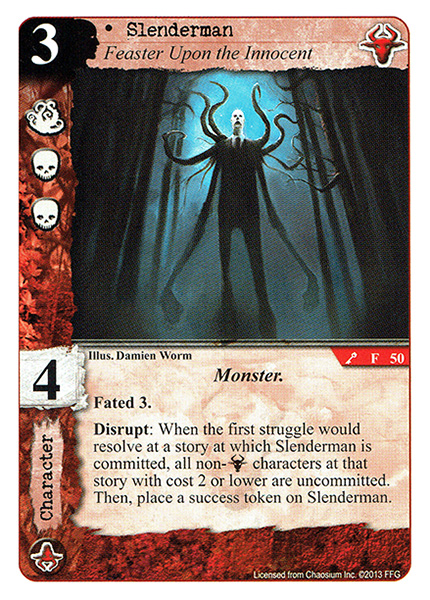 3
• Slenderman
Feaster Upon the Innocent
Illus. Damien Worm
F 50
4
Monster.
Fated 3.
Disrupt: When the first struggle would
resolve at a story at which Slenderman is
committed, all non- characters at that
story with cost 2 or lower are uncommitted.
Then, place a success token on Slenderman.
Character
Licensed from Chaosium Inc. ©2013 FFG